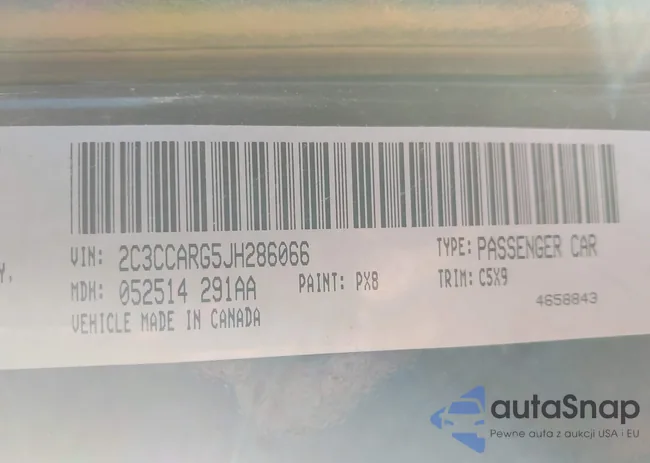 VIN: 2C3CCARG5JH286066
TYPE: PASSENGER CAR
Y,
MDH: 052514 291AA
PAINT: PX8
TRIM: C5X9
VEHICLE MADE IN CANADA
4658843
autaSnap
Pewne auta z aukcji USA i EU